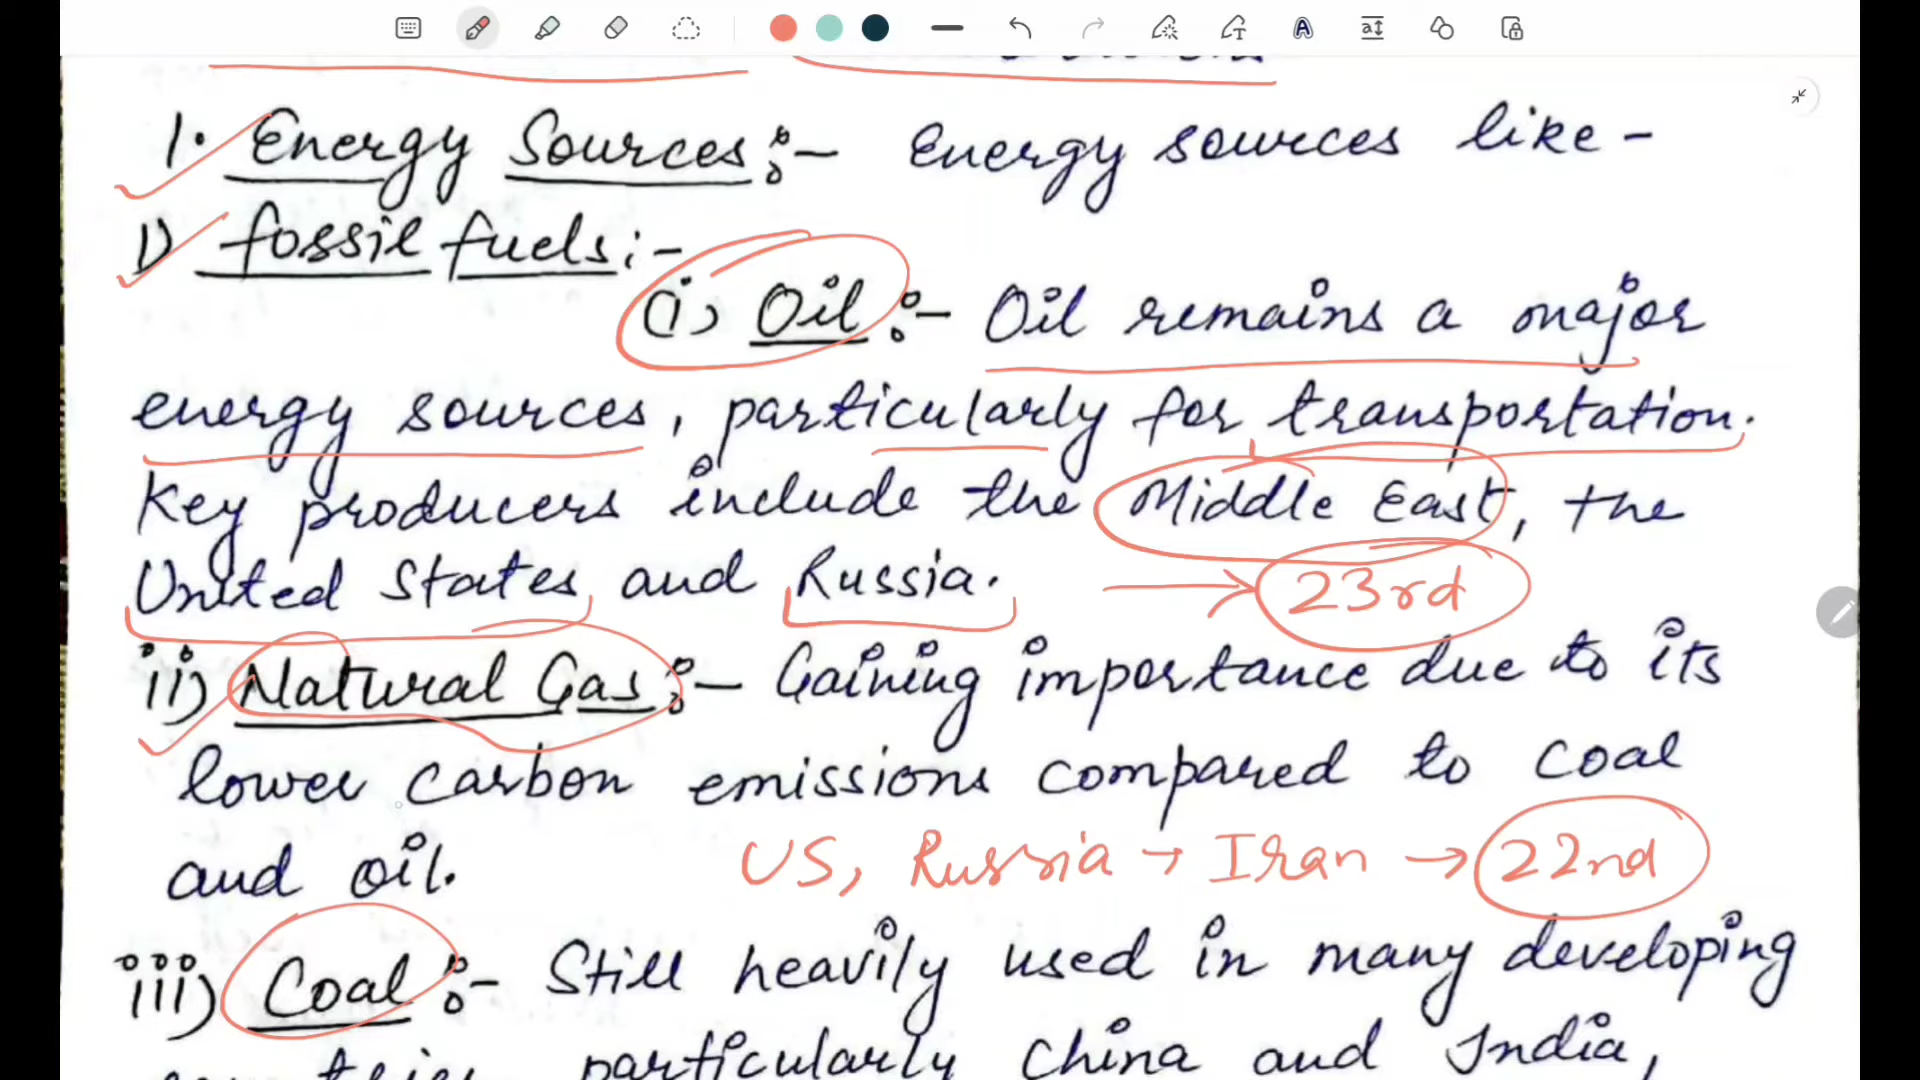 1. Energy Sources:- Energy sources like-
1) fossil fuels:-
(i) Oil :- Oil remains a major
energy sources, particularly for transportation.
Key producers include the Middle East, the
United States and Russia. → 23rd
ii) Natural Gas:- Gaining importance due to its
lower carbon emissions compared to coal
and oil. US, Russia → Iran → 22nd
iii) Coal :- Still heavily used in many developing
particularly China and India,